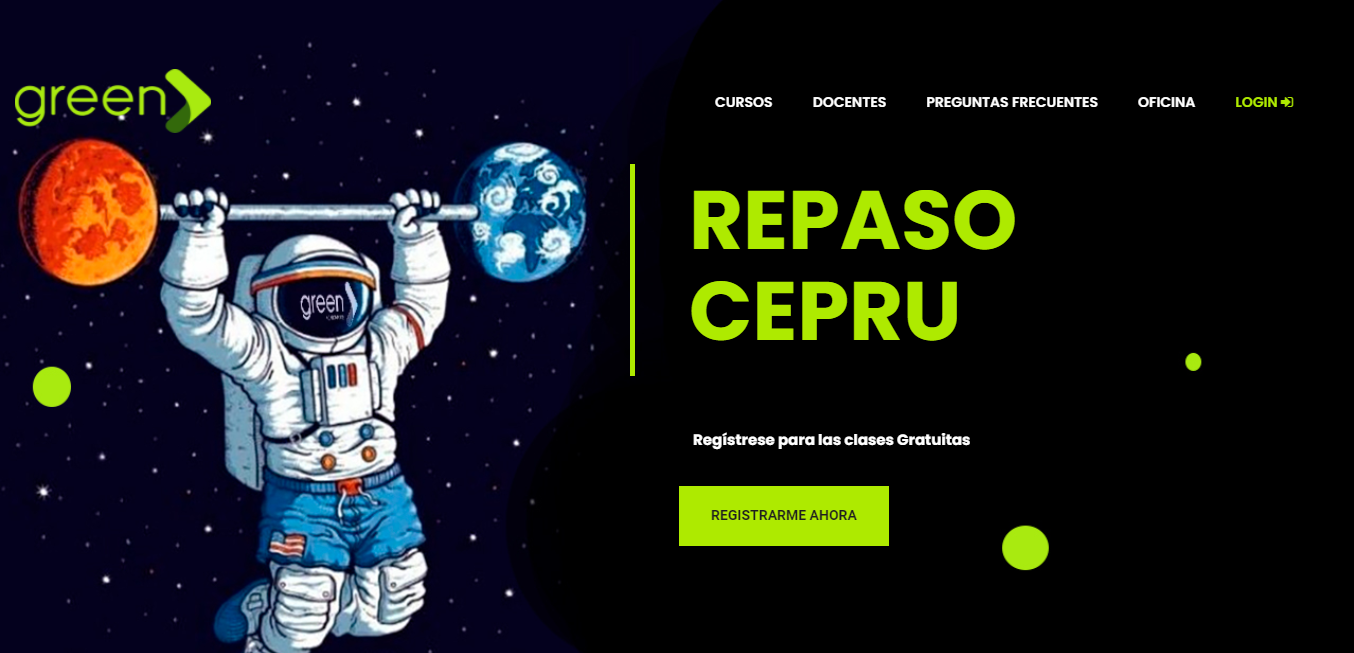 green
CURSOS DOCENTES PREGUNTAS FRECUENTES OFICINA LOGIN
REPASO
CEPRU
green
Regístrese para las clases Gratuitas
REGISTRARME AHORA